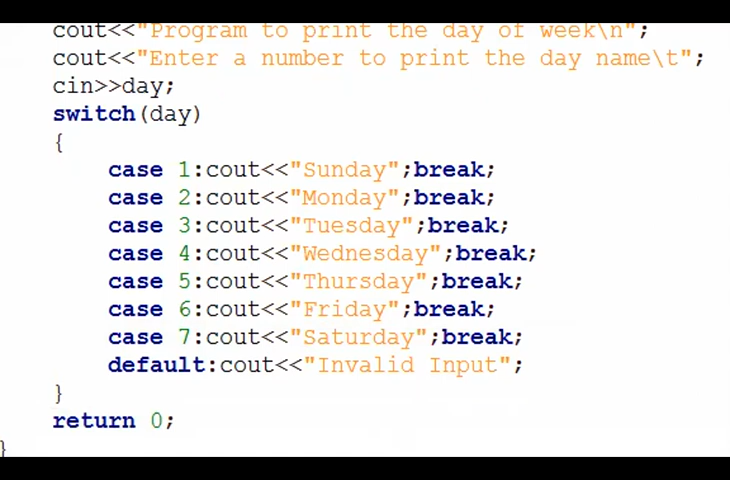 cout<<"Program to print the day of week\n";
cout<<"Enter a number to print the day name\t";
cin>>day;
switch(day)
{
case 1:cout<<"Sunday";break;
case 2:cout<<"Monday";break;
case 3:cout<<"Tuesday";break;
case 4:cout<<"Wednesday";break;
case 5:cout<<"Thursday";break;
case 6:cout<<"Friday";break;
case 7:cout<<"Saturday";break;
default:cout<<"Invalid Input";
}
return 0;
}